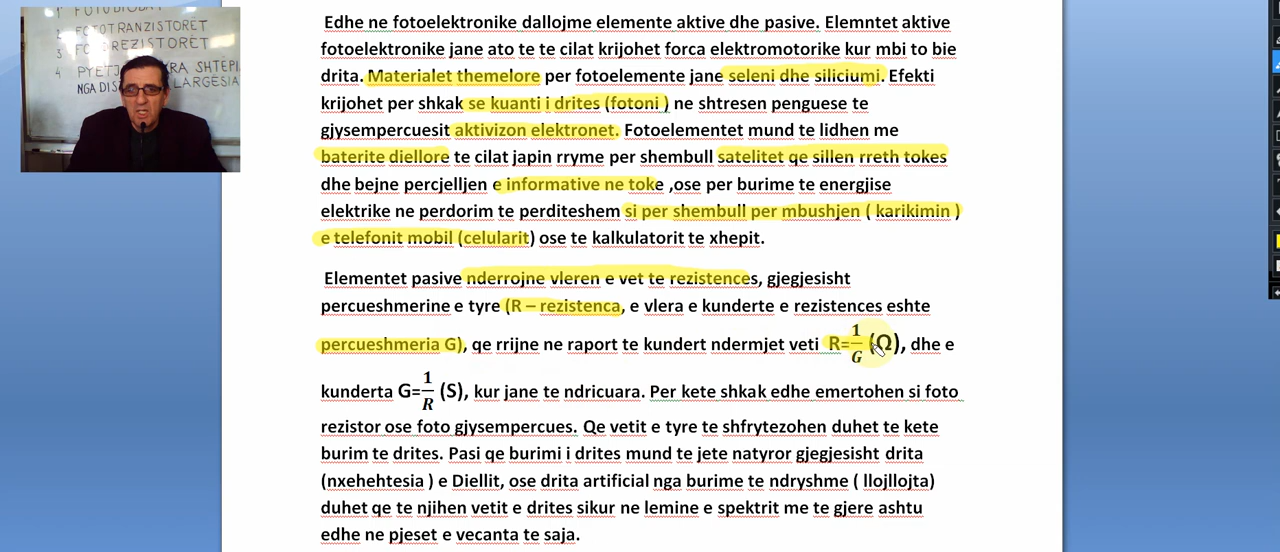 1 FOTODIODAT
2 FOTOTRANZISTORET
3 REZISTORËT
4 SHTEPI
NGA LARGESIA
Edhe ne fotoelektronike dallojme elemente aktive dhe pasive. Elemntet aktive
fotoelektronike jane ato te te cilat krijohet forca elektromotorike kur mbi to bie
drita. Materialet themelore per fotoelemente jane seleni dhe siliciumi. Efekti
krijohet per shkak se kuanti i drites (fotoni ) ne shtresen penguese te
gjysempercuesit aktivizon elektronet. Fotoelementet mund te lidhen me
baterite diellore te cilat japin rryme per shembull satelitet qe sillen rreth tokes
dhe bejne percjelljen e informative ne toke ,ose per burime te energjise
elektrike ne perdorim te perditeshem si per shembull per mbushjen ( karikimin )
e telefonit mobil (celularit) ose te kalkulatorit te xhepit.
Elementet pasive nderrojne vleren e vet te rezistences, gjegjesisht
percueshmerine e tyre (R – rezistenca, e vlera e kunderte e rezistences eshte
percueshmeria G), qe rrijne ne raport te kundert ndermjet veti R=1/G (Ω), dhe e
kunderta G=1/R (S), kur jane te ndricuara. Per kete shkak edhe emertohen si foto
rezistor ose foto gjysempercues. Qe vetit e tyre te shfrytezohen duhet te kete
burim te drites. Pasi qe burimi i drites mund te jete natyror gjegjesisht drita
(nxehehtesia ) e Diellit, ose drita artificial nga burime te ndryshme ( llojllojta)
duhet qe te njihen vetit e drites sikur ne lemine e spektrit me te gjere ashtu
edhe ne pjeset e vecanta te saja.